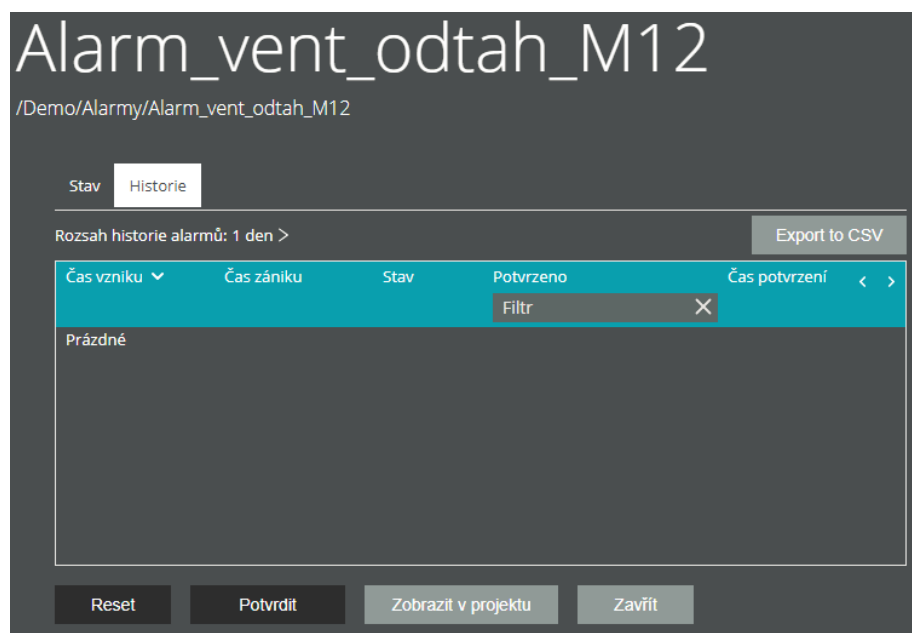 Alarm_vent_odtah_M12
/Demo/Alarmy/Alarm_vent_odtah_M12
Stav Historie
Rozsah historie alarmů: 1 den > Export to CSV
Čas vzniku Čas zániku Stav Potvrzeno Čas potvrzení < >
Filtr
Prázdné
Reset Potvrdit Zobrazit v projektu Zavřít